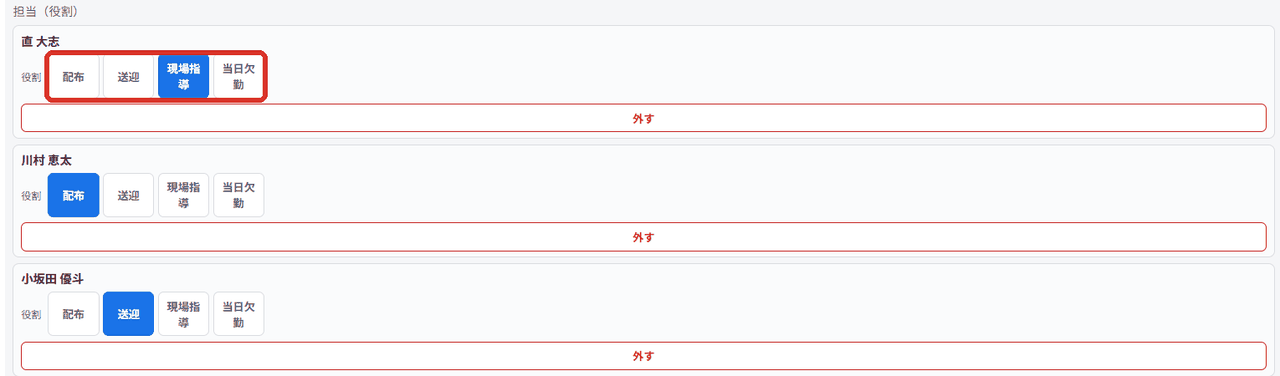 担当（役割）
直 大志
役割 配布 送迎 現場指導 当日欠勤
外す
川村 恵太
役割 配布 送迎 現場指導 当日欠勤
外す
小坂田 優斗
役割 配布 送迎 現場指導 当日欠勤
外す